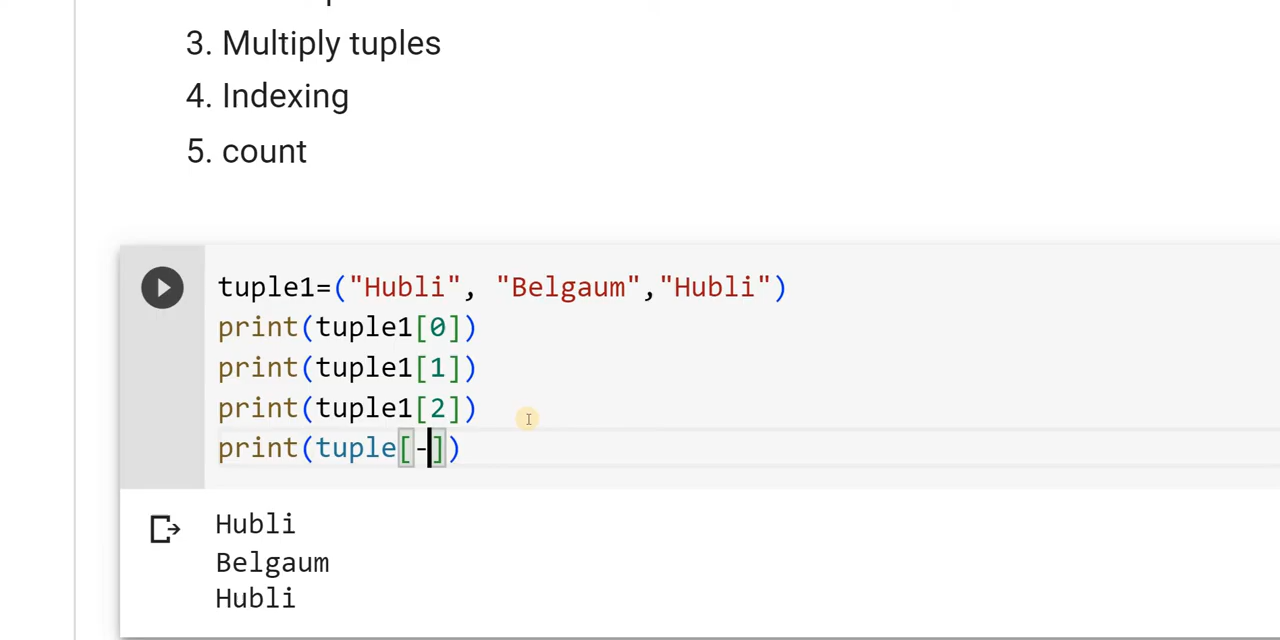 3. Multiply tuples
4. Indexing
5. count
tuple1=("Hubli", "Belgaum","Hubli")
print(tuple1[0])
print(tuple1[1])
print(tuple1[2])
print(tuple[-])
Hubli
Belgaum
Hubli